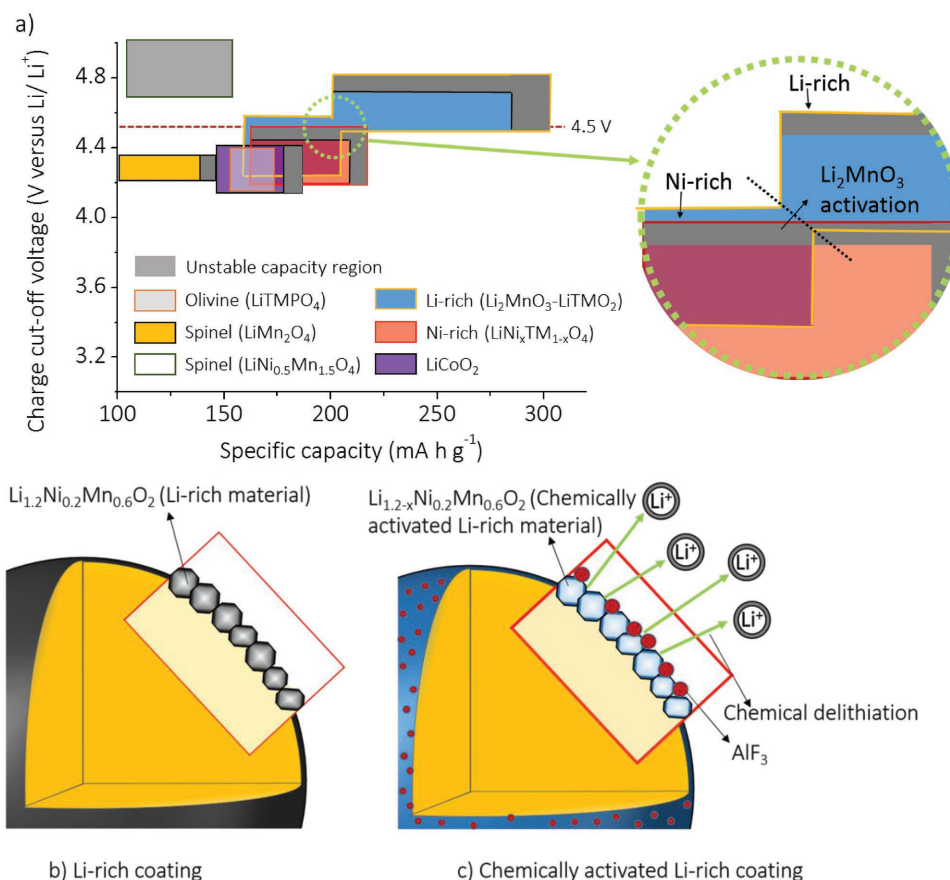 a)
Charge cut-off voltage (V versus Li/ Li⁺)
4.8
4.4
4.0
3.6
3.2
4.5 V
Unstable capacity region
Olivine (LiTMPO₄)
Spinel (LiMn₂O₄)
Spinel (LiNi₀.₅Mn₁.₅O₄)
Li-rich (Li₂MnO₃-LiTMO₂)
Ni-rich (LiNiₓTM₁₋ₓO₄)
LiCoO₂
100
150
200
250
300
Specific capacity (mA h g⁻¹)
Li-rich
Ni-rich
Li₂MnO₃
activation
Li₁.₂Ni₀.₂Mn₀.₆O₂ (Li-rich material)
b) Li-rich coating
Li₁.₂₋ₓNi₀.₂Mn₀.₆O₂ (Chemically
activated Li-rich material)
Li⁺
Li⁺
Li⁺
Li⁺
Chemical delithiation
AlF₃
c) Chemically activated Li-rich coating